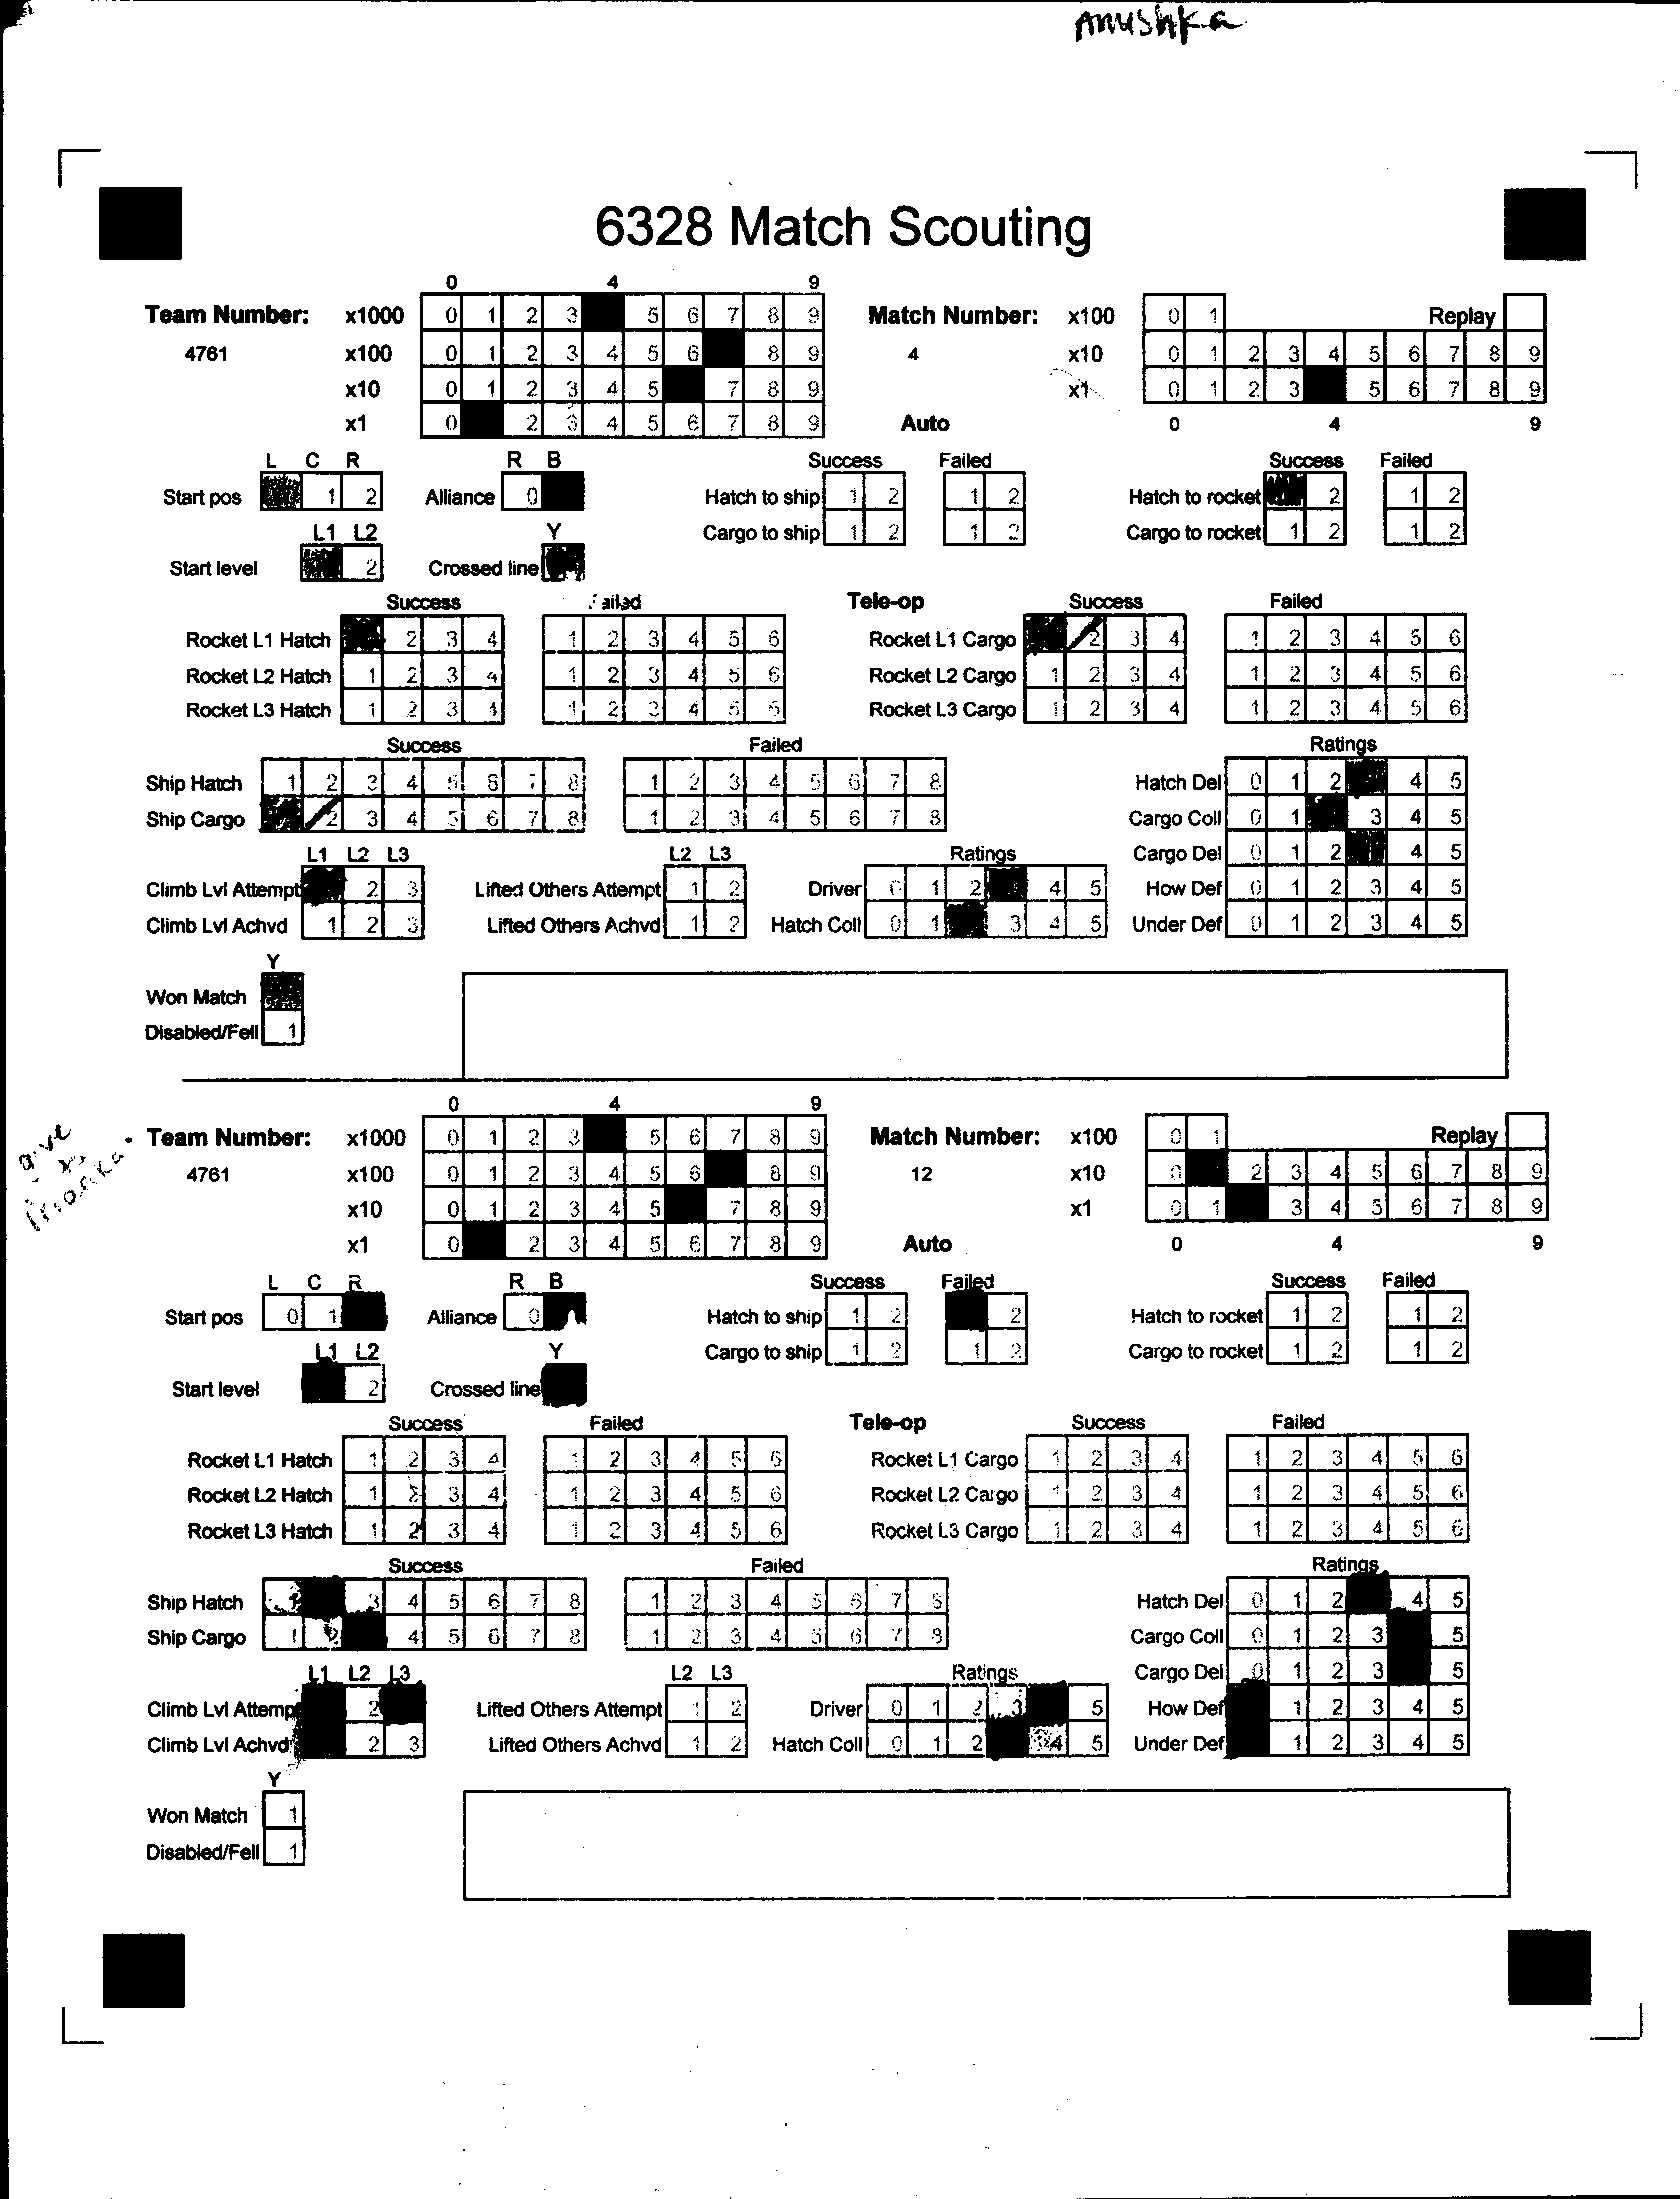 Anushka
6328 Match Scouting
0 4 9
Team Number: x1000 0 1 2 3 5 6 7 8 9 Match Number: x100 0 1 Replay
4761 x100 0 1 2 3 4 5 6 8 9 4 x10 0 1 2 3 4 5 6 7 8 9
x10 0 1 2 3 4 5 7 8 9 x1 0 1 2 3 5 6 7 8 9
x1 0 2 3 4 5 6 7 8 9 Auto 0 4 9
L C R R B Success Failed Success Failed
Start pos 1 2 Alliance 0 Hatch to ship 1 2 1 2 Hatch to rocket 2 1 2
L1 L2 Y Cargo to ship 1 2 1 2 Cargo to rocket 1 2 1 2
Start level 2 Crossed line
Success Failed Tele-op Success Failed
Rocket L1 Hatch 2 3 4 1 2 3 4 5 6 Rocket L1 Cargo 2 3 4 1 2 3 4 5 6
Rocket L2 Hatch 1 2 3 4 1 2 3 4 5 6 Rocket L2 Cargo 1 2 3 4 1 2 3 4 5 6
Rocket L3 Hatch 1 2 3 4 1 2 3 4 5 6 Rocket L3 Cargo 1 2 3 4 1 2 3 4 5 6
Success Failed Ratings
Ship Hatch 1 2 3 4 5 6 7 8 1 2 3 4 5 6 7 8 Hatch Del 0 1 2 4 5
Ship Cargo 2 3 4 5 6 7 8 1 2 3 4 5 6 7 8 Cargo Coll 0 1 3 4 5
L1 L2 L3 L2 L3 Ratings Cargo Del 0 1 2 4 5
Climb Lvl Attempt 2 3 Lifted Others Attempt 1 2 Driver 0 1 2 4 5 How Def 0 1 2 3 4 5
Climb Lvl Achvd 1 2 3 Lifted Others Achvd 1 2 Hatch Coll 0 1 3 4 5 Under Def 0 1 2 3 4 5
Y
Won Match
Disabled/Fell 1
0 4 9
give
Team Number: x1000 0 1 2 3 5 6 7 8 9 Match Number: x100 0 1 Replay
4761 x100 0 1 2 3 4 5 6 8 9 12 x10 0 2 3 4 5 6 7 8 9
x10 0 1 2 3 4 5 7 8 9 x1 0 1 3 4 5 6 7 8 9
x1 0 2 3 4 5 6 7 8 9 Auto 0 4 9
L C R R B Success Failed Success Failed
Start pos 0 1 Alliance 0 Hatch to ship 1 2 2 Hatch to rocket 1 2 1 2
L1 L2 Y Cargo to ship 1 2 1 2 Cargo to rocket 1 2 1 2
Start level 2 Crossed line
Success Failed Tele-op Success Failed
Rocket L1 Hatch 1 2 3 4 1 2 3 4 5 6 Rocket L1 Cargo 1 2 3 4 1 2 3 4 5 6
Rocket L2 Hatch 1 2 3 4 1 2 3 4 5 6 Rocket L2 Cargo 1 2 3 4 1 2 3 4 5 6
Rocket L3 Hatch 1 2 3 4 1 2 3 4 5 6 Rocket L3 Cargo 1 2 3 4 1 2 3 4 5 6
Success Failed Ratings
Ship Hatch 1 3 4 5 6 7 8 1 2 3 4 5 6 7 8 Hatch Del 0 1 2 4 5
Ship Cargo 1 2 4 5 6 7 8 1 2 3 4 5 6 7 8 Cargo Coll 0 1 2 3 5
L1 L2 L3 L2 L3 Ratings Cargo Del 0 1 2 3 5
Climb Lvl Attempt 2 Lifted Others Attempt 1 2 Driver 0 1 2 3 5 How Def 1 2 3 4 5
Climb Lvl Achvd 2 3 Lifted Others Achvd 1 2 Hatch Coll 0 1 2 4 5 Under Def 1 2 3 4 5
Y
Won Match 1
Disabled/Fell 1